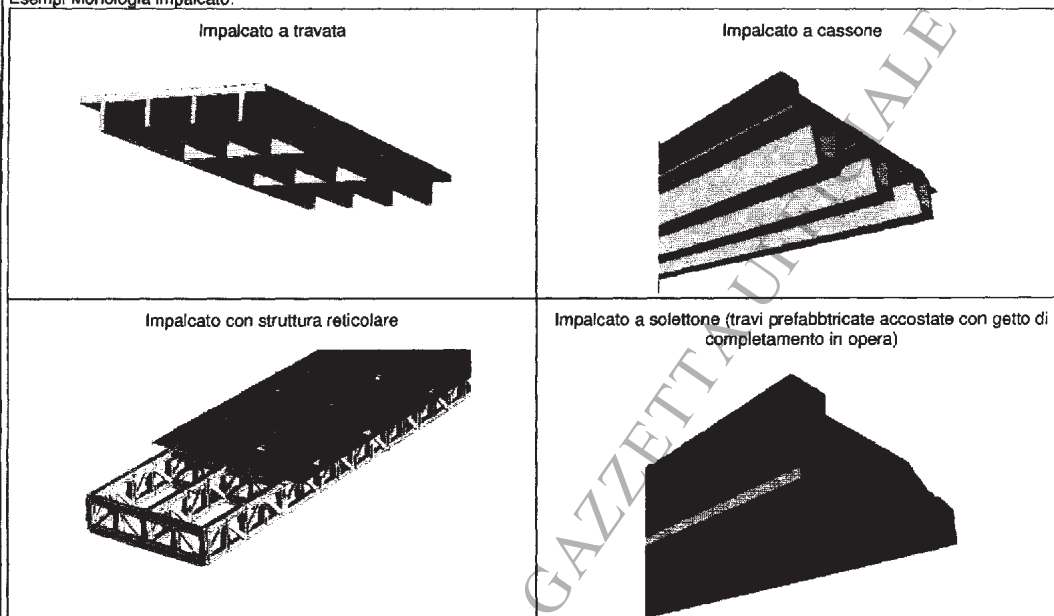 Esempi Morfologia Impalcato:
Impalcato a travata
Impalcato a cassone
Impalcato con struttura reticolare
Impalcato a solettone (travi prefabbtricate accostate con getto di
completamento in opera)
GAZZETTA UFFICIALE